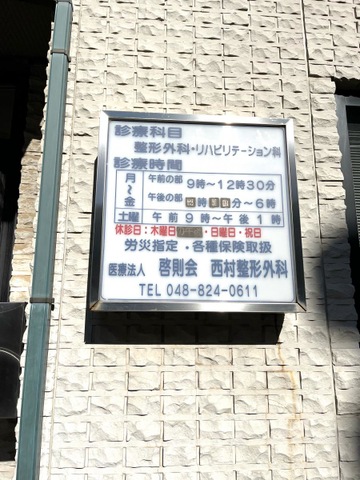 診療科目
整形外科・リハビリテーション科
診療時間
月〜金 午前の部 9時〜12時30分
午後の部 時 分〜6時
土曜 午前9時〜午後1時
休診日：木曜日 ・日曜日・祝日
労災指定・各種保険取扱
医療法人 啓則会 西村整形外科
TEL 048-824-0611